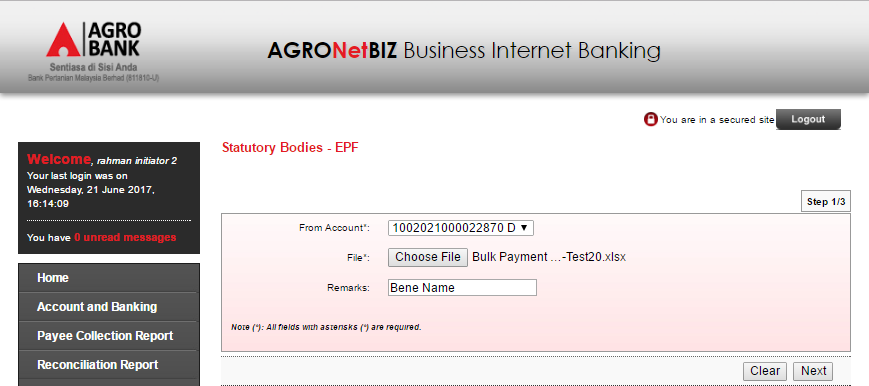 AGRO
BANK
Sentiasa di Sisi Anda
Bank Pertanian Malaysia Berhad (811810-U)
AGRONetBIZ Business Internet Banking
You are in a secured site
Logout
Welcome, rahman initiator 2
Your last login was on
Wednesday, 21 June 2017,
16:14:09
You have 0 unread messages
Home
Account and Banking
Payee Collection Report
Reconciliation Report
Statutory Bodies - EPF
Step 1/3
From Account*: 1002021000022870 D
File*: Choose File Bulk Payment ...-Test20.xlsx
Remarks: Bene Name
Note (*): All fields with asterisks (*) are required.
Clear Next